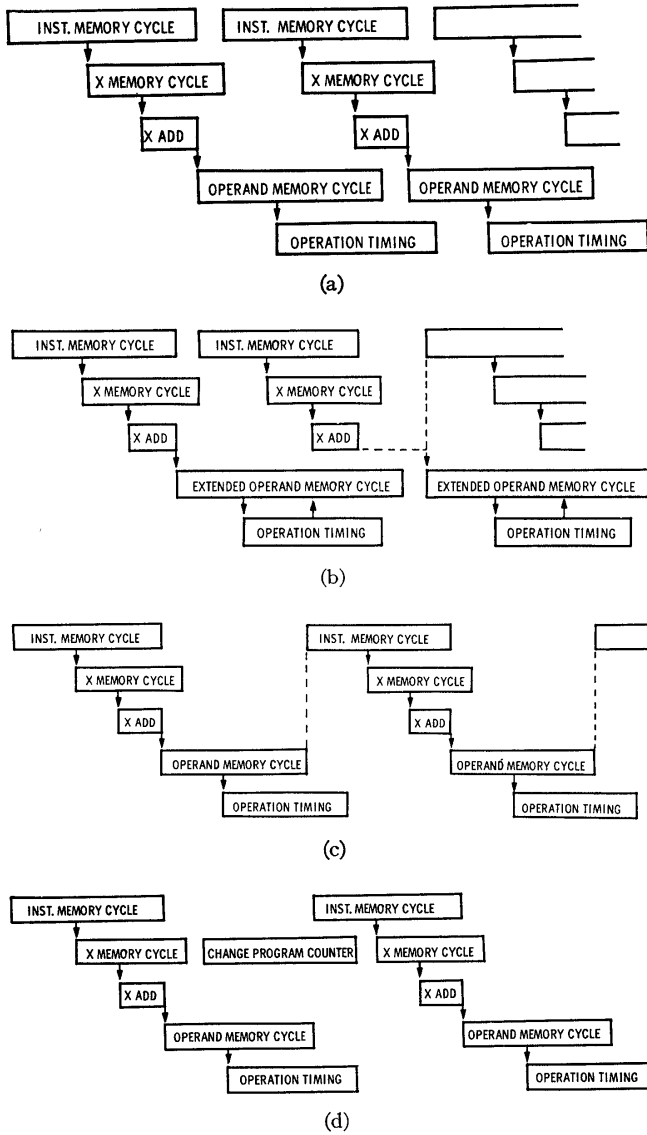 INST. MEMORY CYCLE INST. MEMORY CYCLE
X MEMORY CYCLE X MEMORY CYCLE
X ADD X ADD
OPERAND MEMORY CYCLE OPERAND MEMORY CYCLE
OPERATION TIMING OPERATION TIMING
(a)
INST. MEMORY CYCLE INST. MEMORY CYCLE
X MEMORY CYCLE X MEMORY CYCLE
X ADD X ADD
EXTENDED OPERAND MEMORY CYCLE EXTENDED OPERAND MEMORY CYCLE
OPERATION TIMING OPERATION TIMING
(b)
INST. MEMORY CYCLE INST. MEMORY CYCLE
X MEMORY CYCLE X MEMORY CYCLE
X ADD X ADD
OPERAND MEMORY CYCLE OPERAND MEMORY CYCLE
OPERATION TIMING OPERATION TIMING
(c)
INST. MEMORY CYCLE INST. MEMORY CYCLE
X MEMORY CYCLE CHANGE PROGRAM COUNTER X MEMORY CYCLE
X ADD X ADD
OPERAND MEMORY CYCLE OPERAND MEMORY CYCLE
OPERATION TIMING OPERATION TIMING
(d)